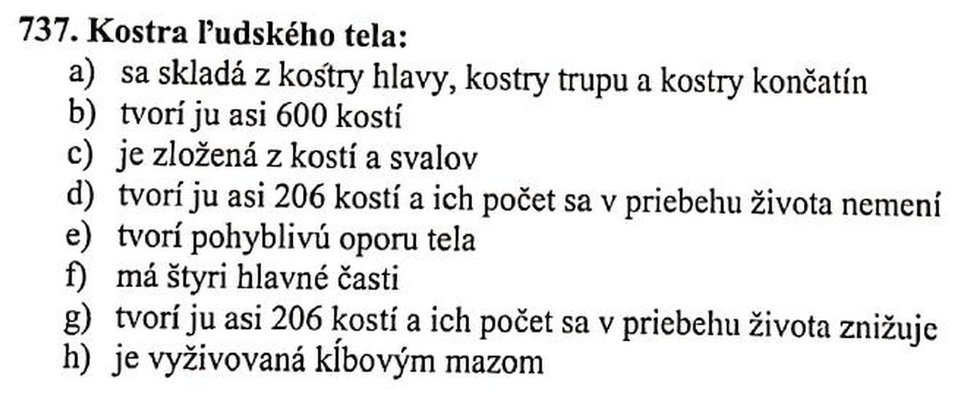 737. Kostra ľudského tela:
a) sa skladá z kostry hlavy, kostry trupu a kostry končatín
b) tvorí ju asi 600 kostí
c) je zložená z kostí a svalov
d) tvorí ju asi 206 kostí a ich počet sa v priebehu života nemení
e) tvorí pohyblivú oporu tela
f) má štyri hlavné časti
g) tvorí ju asi 206 kostí a ich počet sa v priebehu života znižuje
h) je vyživovaná kĺbovým mazom